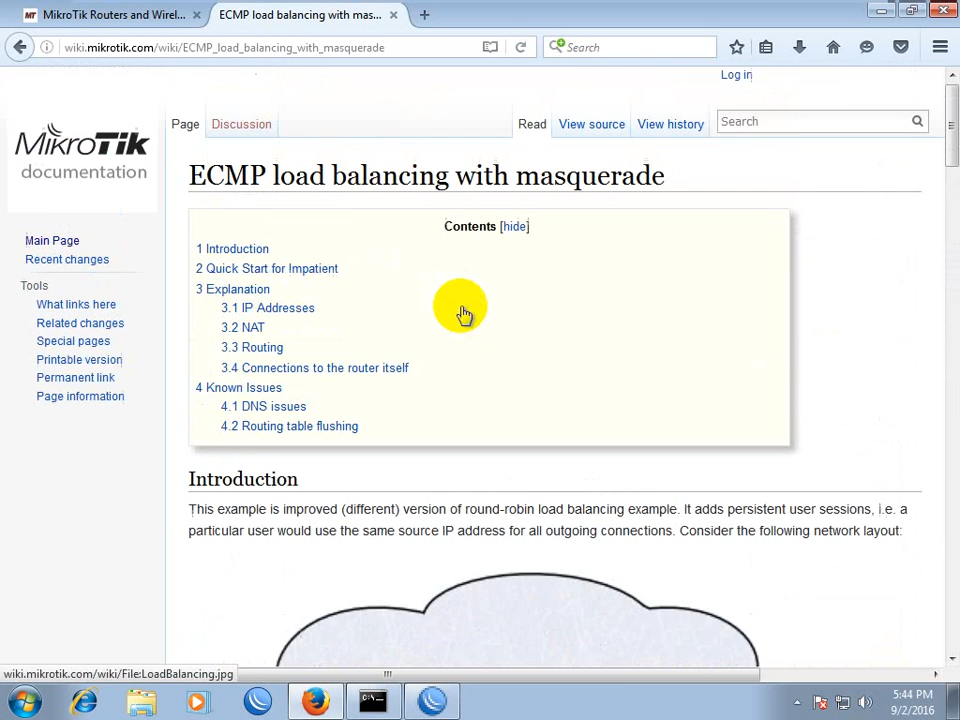 MikroTik Routers and Wirel...
ECMP load balancing with mas...
wiki.mikrotik.com/wiki/ECMP_load_balancing_with_masquerade
Search
Log in
MikroTik
documentation
Page
Discussion
Read
View source
View history
Search
Main Page
Recent changes
Tools
What links here
Related changes
Special pages
Printable version
Permanent link
Page information
ECMP load balancing with masquerade
Contents [hide]
1 Introduction
2 Quick Start for Impatient
3 Explanation
3.1 IP Addresses
3.2 NAT
3.3 Routing
3.4 Connections to the router itself
4 Known Issues
4.1 DNS issues
4.2 Routing table flushing
Introduction
This example is improved (different) version of round-robin load balancing example. It adds persistent user sessions, i.e. a
particular user would use the same source IP address for all outgoing connections. Consider the following network layout:
wiki.mikrotik.com/wiki/File:LoadBalancing.jpg
5:44 PM
9/2/2016